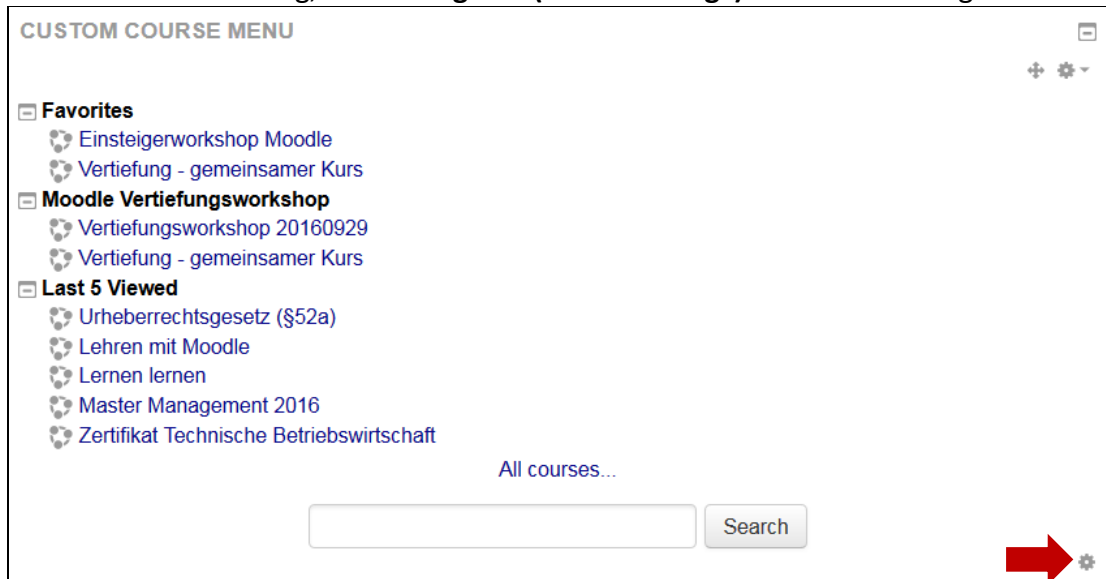 CUSTOM COURSE MENU
Favorites
Einsteigerworkshop Moodle
Vertiefung - gemeinsamer Kurs
Moodle Vertiefungsworkshop
Vertiefungsworkshop 20160929
Vertiefung - gemeinsamer Kurs
Last 5 Viewed
Urheberrechtsgesetz (§52a)
Lehren mit Moodle
Lernen lernen
Master Management 2016
Zertifikat Technische Betriebswirtschaft
All courses...
Search